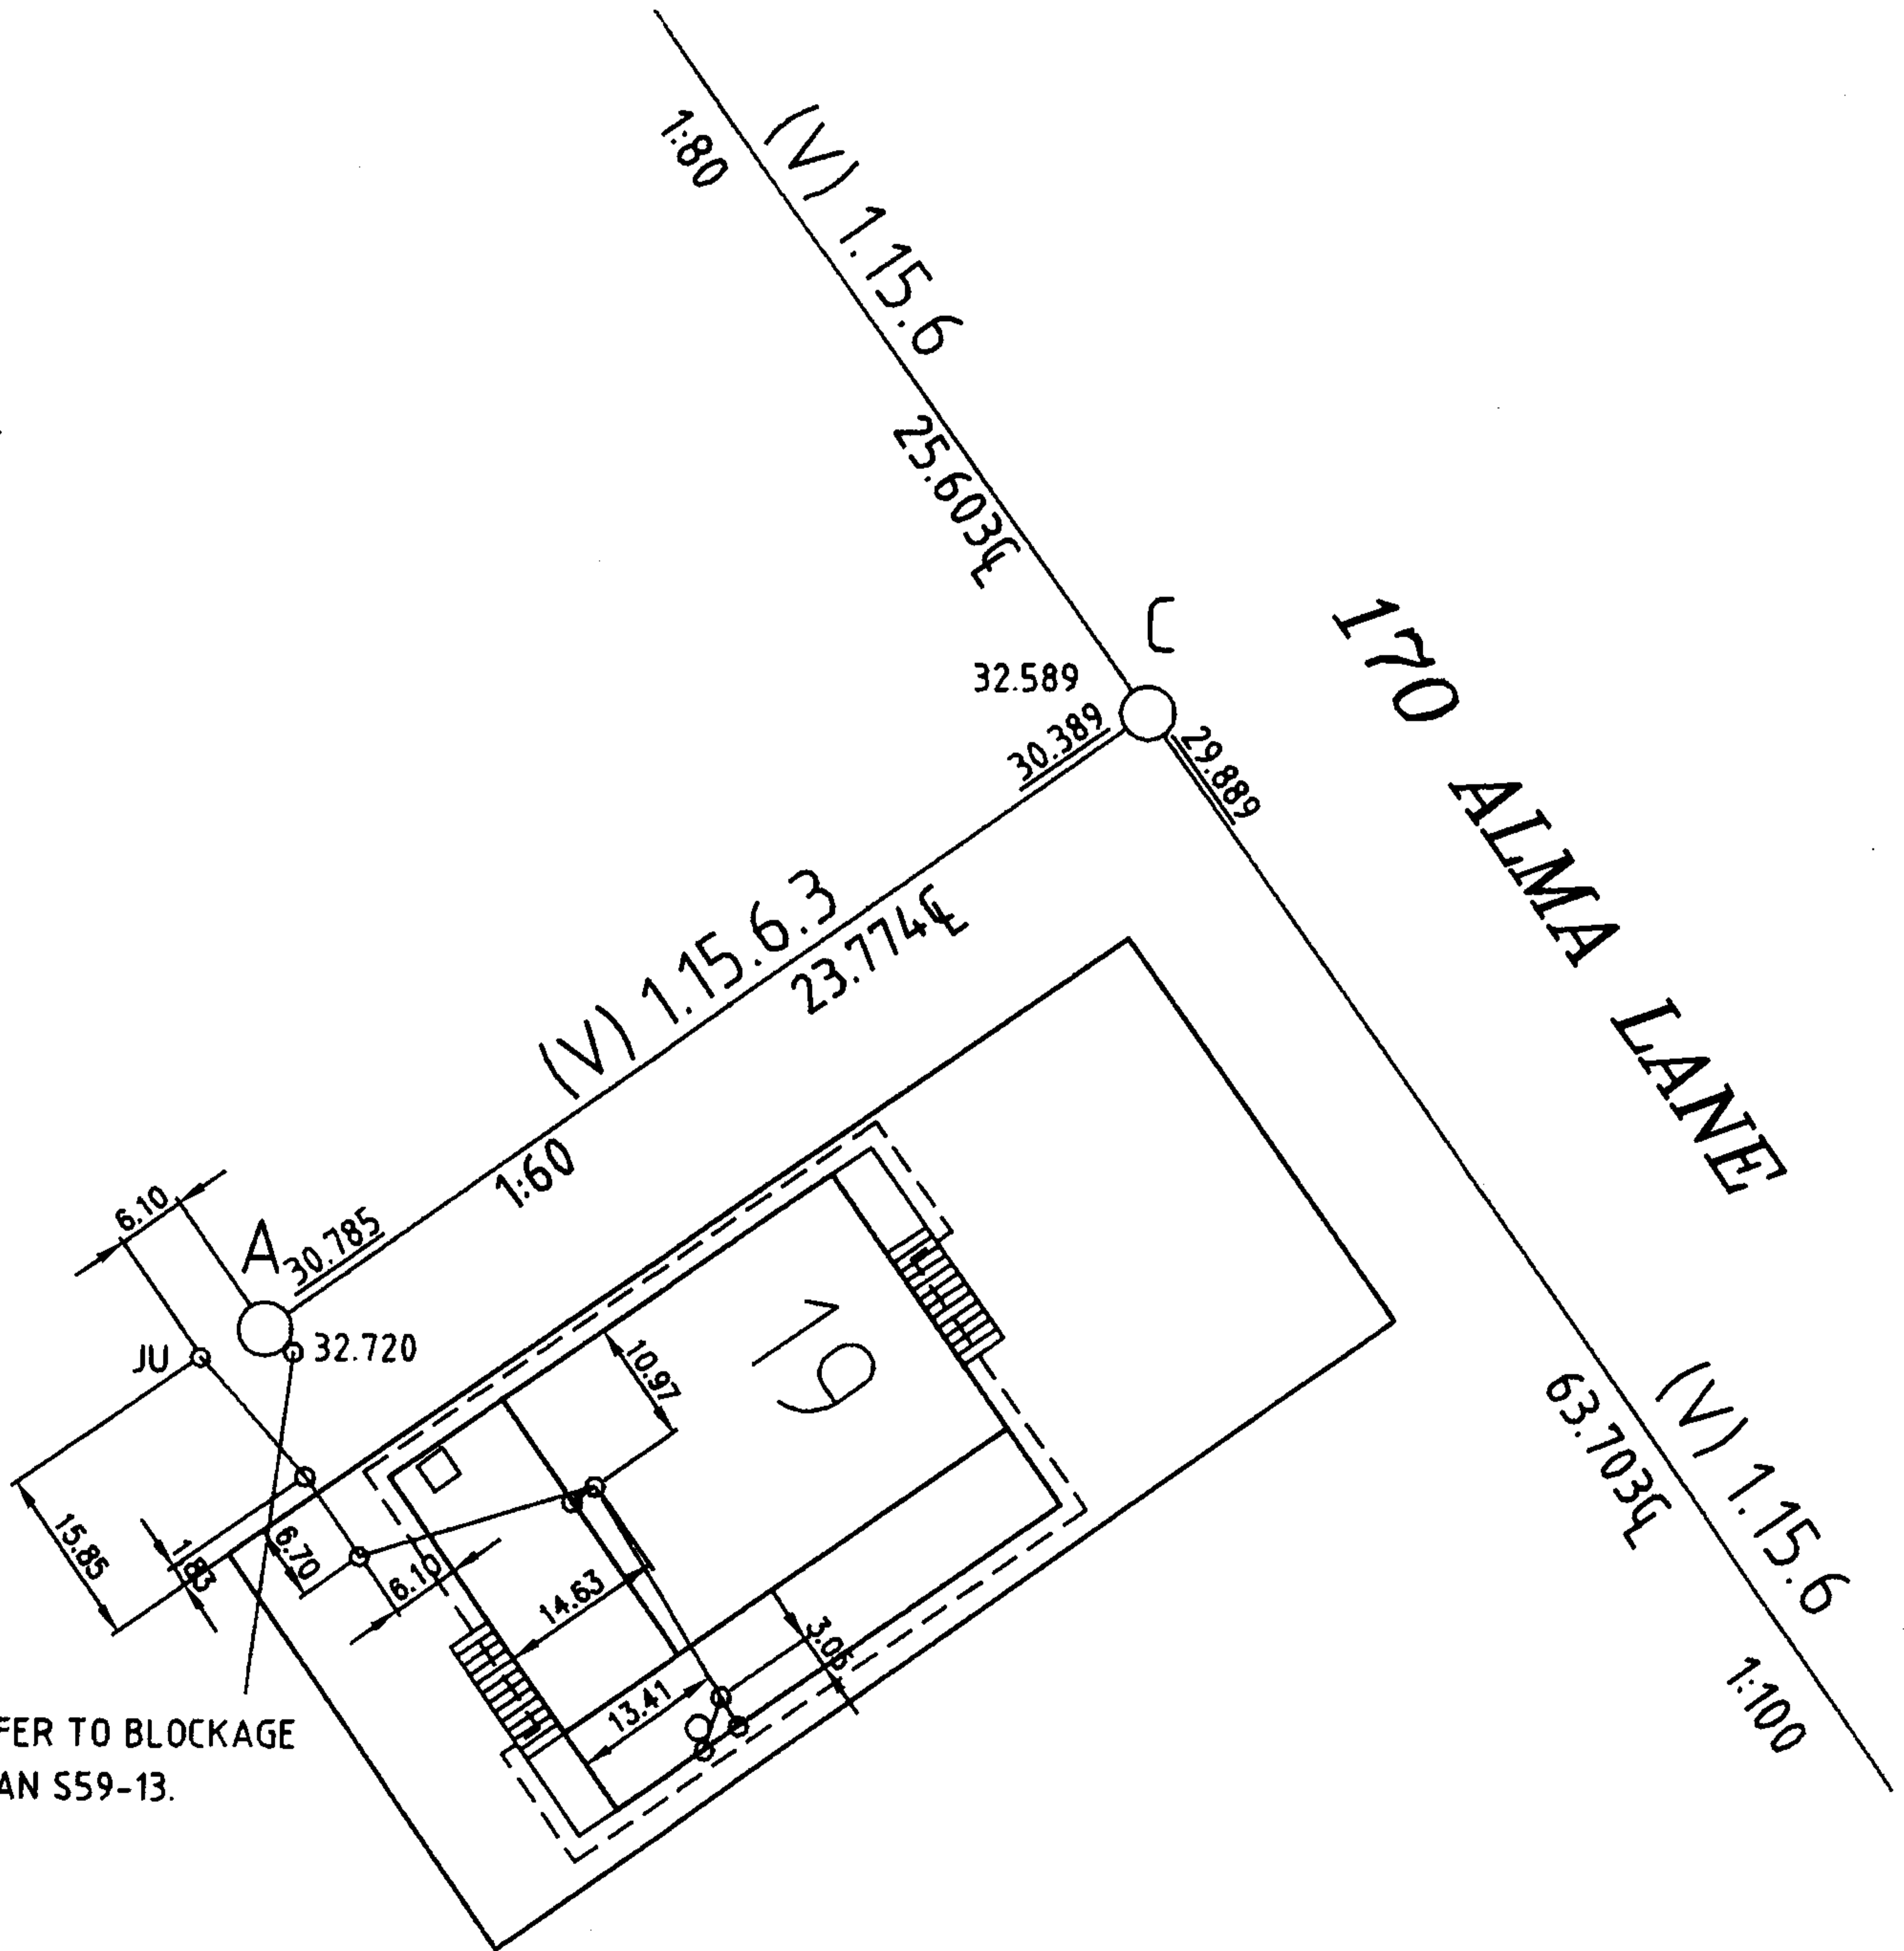 1:80
(V) 1.15.6
25.603℄
C
32.589
30.389
29.889
170 ALMA LANE
(V) 1.15.6.3
23.774℄
1:60
6.10
A
30.785
JU
32.720
10.97
19
63.703℄
(V) 1.15.6
1:100
15.85
1.83
6.70
6.10
14.63
13.41
FER TO BLOCKAGE
AN S59-13.